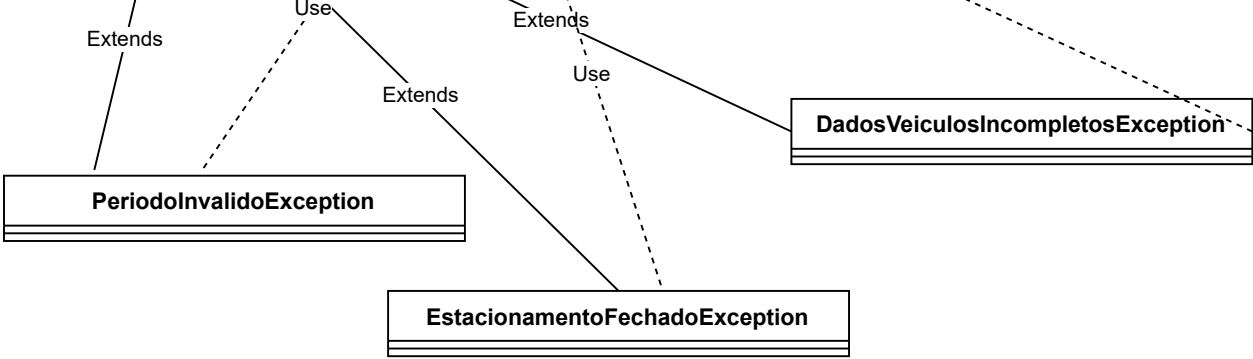 Use
Extends
Extends
Use
Extends
DadosVeiculosIncompletosException
PeriodoInvalidoException
EstacionamentoFechadoException